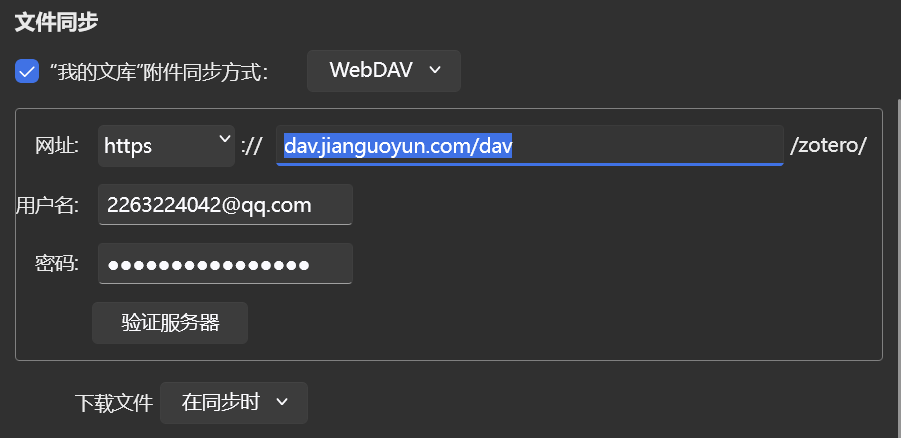 文件同步
“我的文库”附件同步方式： WebDAV
网址: https :// dav.jianguoyun.com/dav /zotero/
用户名: 2263224042@qq.com
密码: ●●●●●●●●●●●●●●●●
验证服务器
下载文件 在同步时